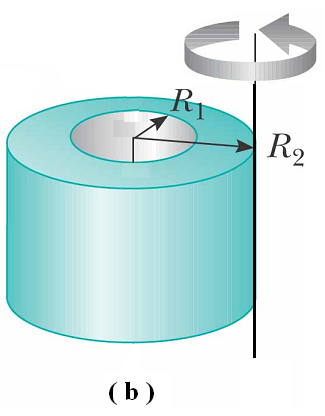 R₁
R₂
( b )